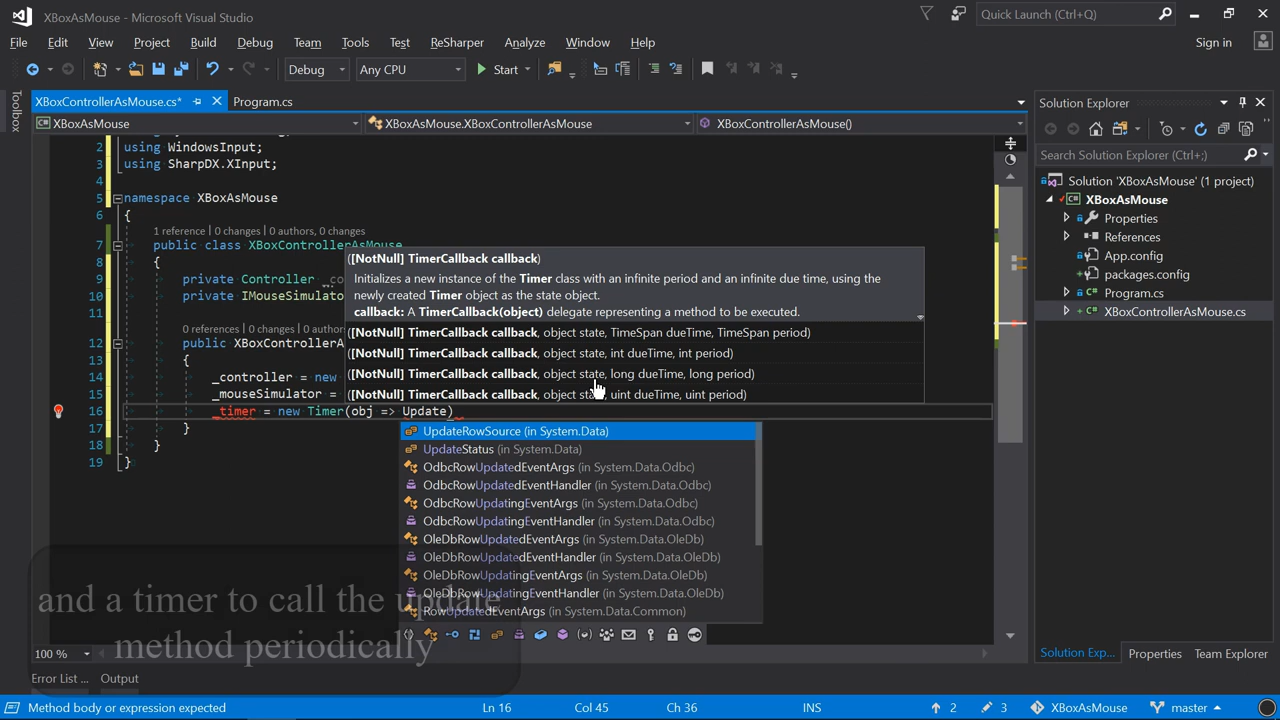 XBoxAsMouse - Microsoft Visual Studio
Quick Launch (Ctrl+Q)
File Edit View Project Build Debug Team Tools Test ReSharper Analyze Window Help
Sign in
Debug Any CPU Start
Toolbox
XBoxControllerAsMouse.cs* Program.cs
XBoxAsMouse XBoxAsMouse.XBoxControllerAsMouse XBoxControllerAsMouse()
2 using WindowsInput;
3 using SharpDX.XInput;
4
5 namespace XBoxAsMouse
6 {
1 reference | 0 changes | 0 authors, 0 changes
7 public class XBoxControllerAsMouse
8 {
9 private Controller
10 private IMouseSimulato
11
0 references | 0 changes | 0 authors
12 public XBoxControllerA
13 {
14 _controller = new
15 _mouseSimulator =
16 _timer = new Timer(obj => Update)
17 }
18 }
19 }
([NotNull] TimerCallback callback)
Initializes a new instance of the Timer class with an infinite period and an infinite due time, using the
newly created Timer object as the state object.
callback: A TimerCallback(object) delegate representing a method to be executed.
([NotNull] TimerCallback callback, object state, TimeSpan dueTime, TimeSpan period)
([NotNull] TimerCallback callback, object state, int dueTime, int period)
([NotNull] TimerCallback callback, object state, long dueTime, long period)
([NotNull] TimerCallback callback, object state, uint dueTime, uint period)
UpdateRowSource (in System.Data)
UpdateStatus (in System.Data)
OdbcRowUpdatedEventArgs (in System.Data.Odbc)
OdbcRowUpdatedEventHandler (in System.Data.Odbc)
OdbcRowUpdatingEventArgs (in System.Data.Odbc)
OdbcRowUpdatingEventHandler (in System.Data.Odbc)
OleDbRowUpdatedEventArgs (in System.Data.OleDb)
OleDbRowUpdatedEventHandler (in System.Data.OleDb)
OleDbRowUpdatingEventArgs (in System.Data.OleDb)
OleDbRowUpdatingEventHandler (in System.Data.OleDb)
RowUpdatedEventArgs (in System.Data.Common)
and a timer to call the update
method periodically
100 %
Error List ... Output
Solution Explorer
Search Solution Explorer (Ctrl+;)
Solution 'XBoxAsMouse' (1 project)
XBoxAsMouse
Properties
References
App.config
packages.config
Program.cs
XBoxControllerAsMouse.cs
Solution Exp... Properties Team Explorer
Method body or expression expected Ln 16 Col 45 Ch 36 INS 2 3 XBoxAsMouse master